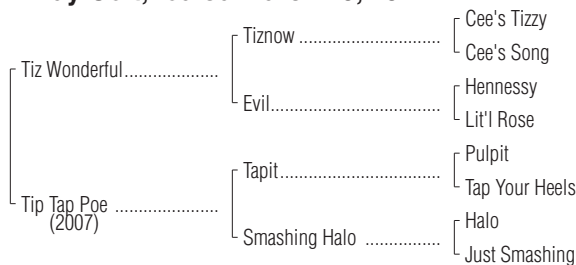 Cee's Tizzy
Tiznow ................................
Cee's Song
Tiz Wonderful.....................
Hennessy
Evil.......................................
Lit'l Rose
Pulpit
Tapit.....................................
Tap Your Heels
Tip Tap Poe .......................
(2007)
Halo
Smashing Halo .................
Just Smashing